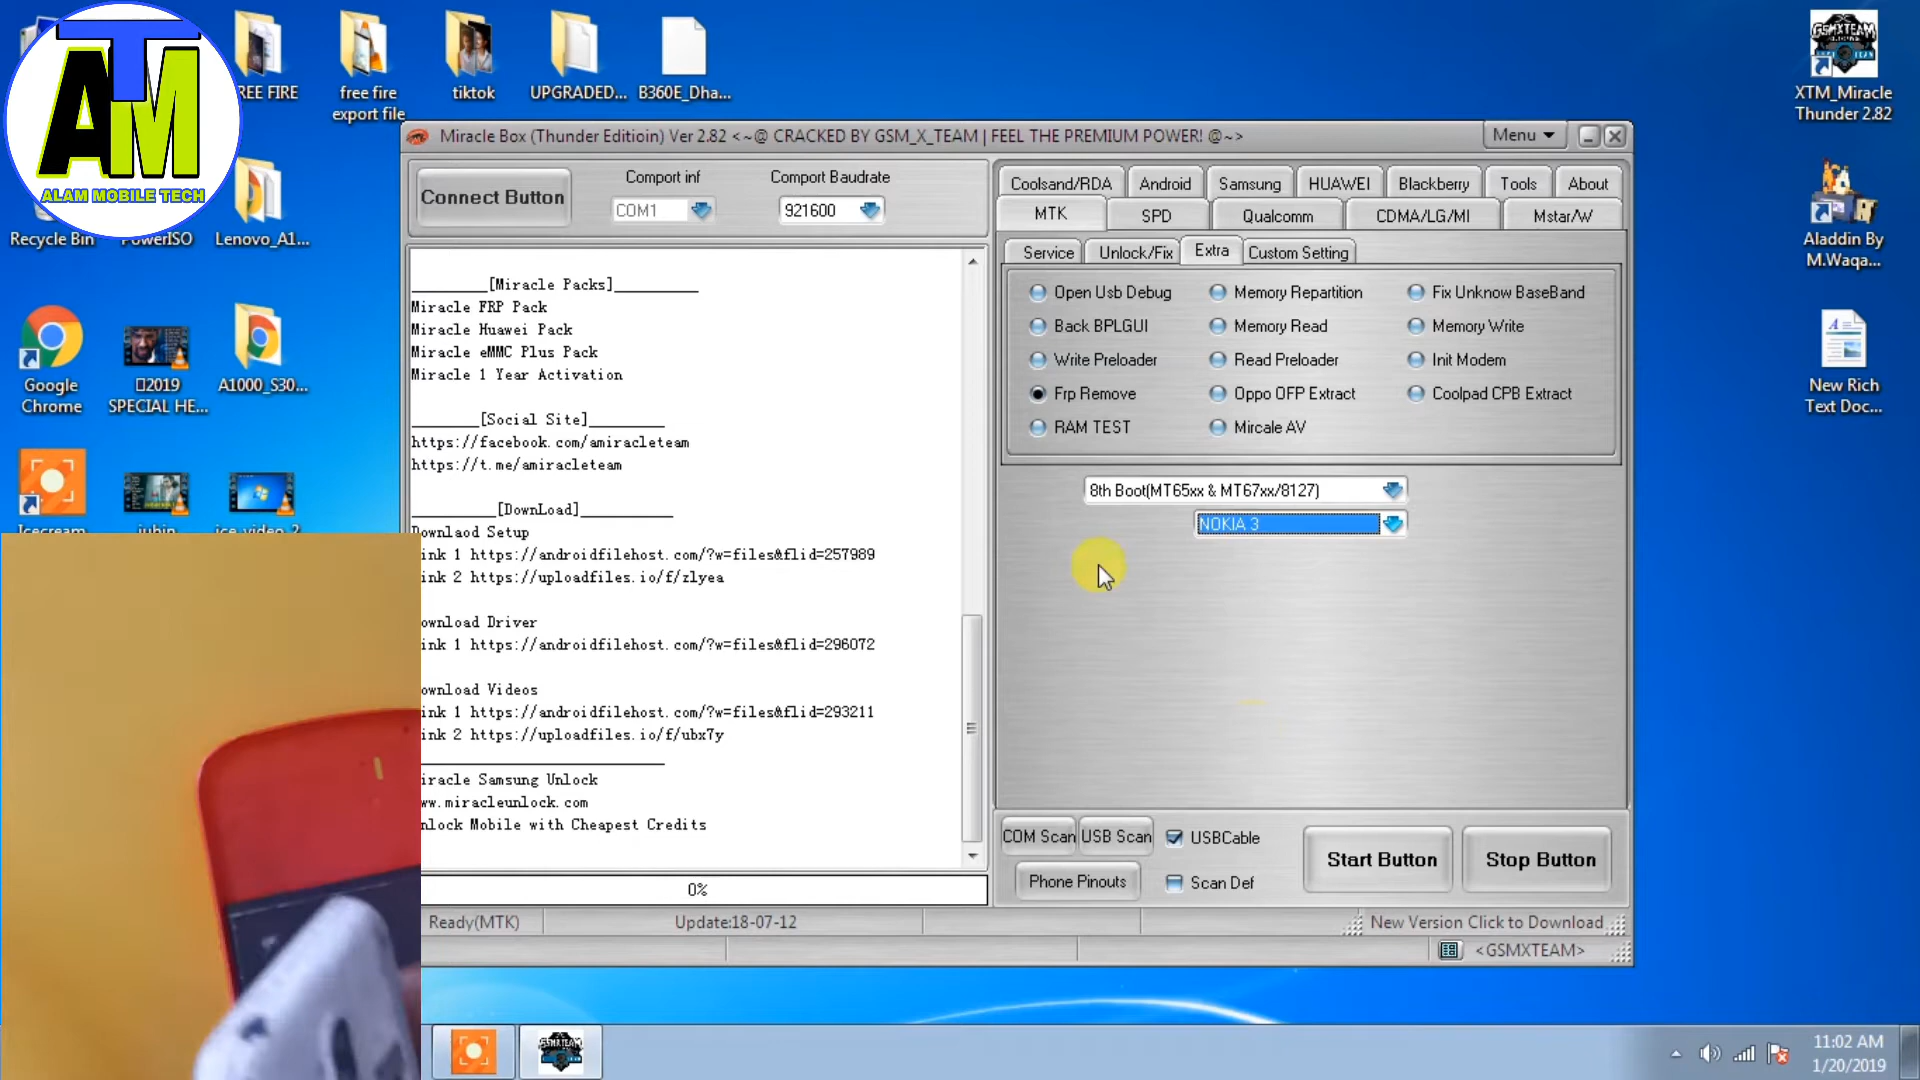 ATM
ALAM MOBILE TECH
REE FIRE
free fire
export file
tiktok
UPGRADED...
B360E_Dha...
XTM_Miracle
Thunder 2.82
Recycle Bin
PowerISO
Lenovo_A1...
Aladdin By
M.Waqa...
Google
Chrome
2019
SPECIAL HE...
A1000_S30...
New Rich
Text Doc...
Icecream
jubin
ice video 2
Miracle Box (Thunder Editioin) Ver 2.82 <~@ CRACKED BY GSM_X_TEAM | FEEL THE PREMIUM POWER! @~>
Menu
Connect Button
Comport inf
COM1
Comport Baudrate
921600
Coolsand/RDA Android Samsung HUAWEI Blackberry Tools About
MTK SPD Qualcomm CDMA/LG/MI Mstar/W
Service Unlock/Fix Extra Custom Setting
Open Usb Debug Memory Repartition Fix Unknow BaseBand
Back BPLGUI Memory Read Memory Write
Write Preloader Read Preloader Init Modem
Frp Remove Oppo OFP Extract Coolpad CPB Extract
RAM TEST Mircale AV
8th Boot(MT65xx & MT67xx/8127)
NOKIA 3
_________[Miracle Packs]__________
Miracle FRP Pack
Miracle Huawei Pack
Miracle eMMC Plus Pack
Miracle 1 Year Activation
________[Social Site]_________
https://facebook.com/amiracleteam
https://t.me/amiracleteam
__________[DownLoad]___________
Downlaod Setup
ink 1 https://androidfilehost.com/?w=files&flid=257989
ink 2 https://uploadfiles.io/f/zlyea
ownload Driver
ink 1 https://androidfilehost.com/?w=files&flid=296072
ownload Videos
ink 1 https://androidfilehost.com/?w=files&flid=293211
ink 2 https://uploadfiles.io/f/ubx7y
iracle Samsung Unlock
ww.miracleunlock.com
nlock Mobile with Cheapest Credits
0%
COM Scan USB Scan USBCable
Phone Pinouts Scan Def
Start Button Stop Button
Ready(MTK) Update:18-07-12 New Version Click to Download
<GSMXTEAM>
GSMXTEAM
11:02 AM
1/20/2019